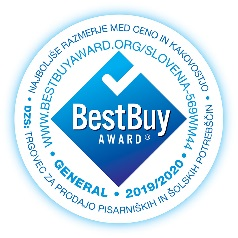 NAJBOLJŠE RAZMERJE MED CENO IN KAKOVOSTJO
WWW.BESTBUYAWARD.ORG/SLOVENIA-569WM44
BestBuy
AWARD®
• GENERAL • 2019/2020 •
• DZS: TRGOVEC ZA PRODAJO PISARNIŠKIH IN ŠOLSKIH POTREBŠČIN •